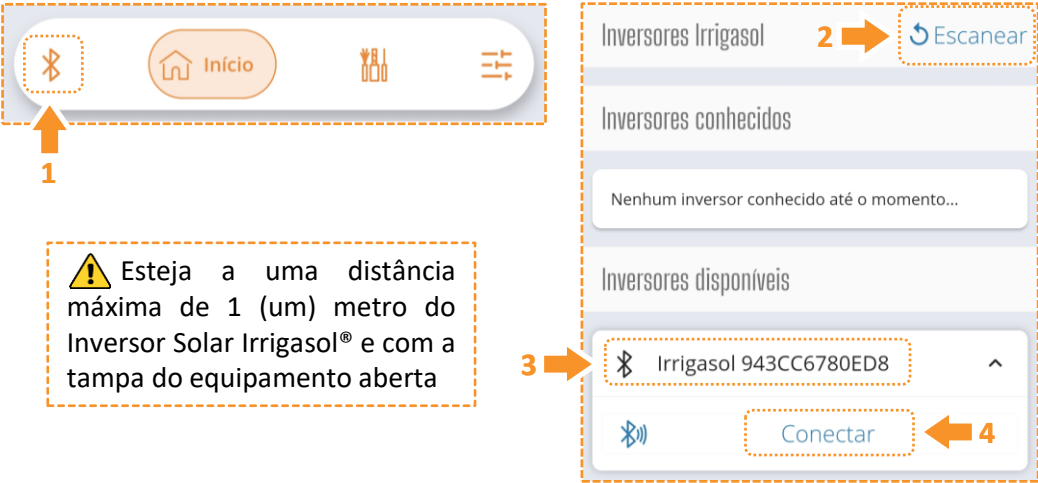 Início
1
Esteja a uma distância
máxima de 1 (um) metro do
Inversor Solar Irrigasol® e com a
tampa do equipamento aberta
Inversores Irrigasol
2
Escanear
Inversores conhecidos
Nenhum inversor conhecido até o momento...
Inversores disponíveis
3
Irrigasol 943CC6780ED8
Conectar
4